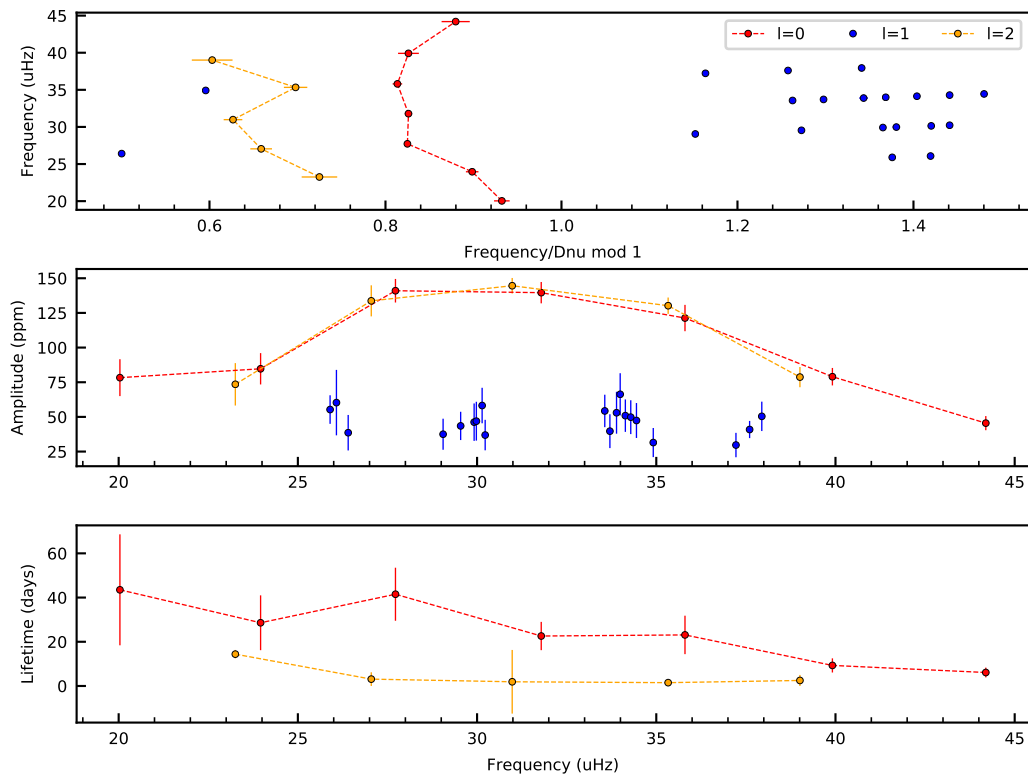 45
40
35
30
25
20
Frequency (uHz)
l=0 l=1 l=2
0.6 0.8 1.0 1.2 1.4
Frequency/Dnu mod 1
150
125
100
75
50
25
Amplitude (ppm)
20 25 30 35 40 45
60
40
20
0
Lifetime (days)
20 25 30 35 40 45
Frequency (uHz)